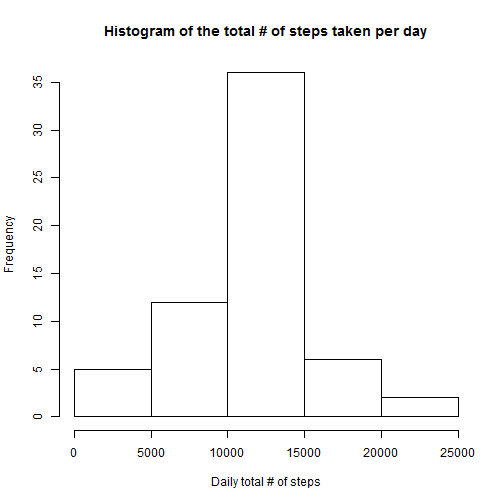 Histogram of the total # of steps taken per day
35
30
25
20
15
10
5
0
Frequency
0 5000 10000 15000 20000 25000
Daily total # of steps